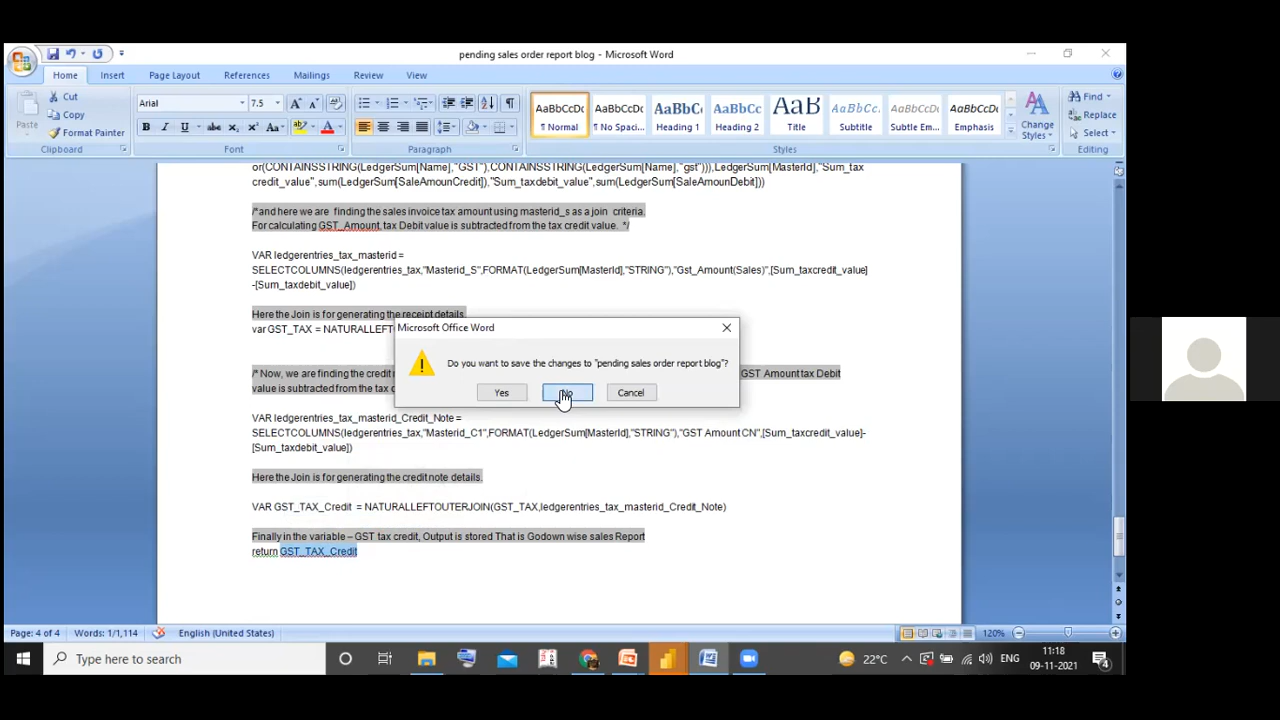 pending sales order report blog - Microsoft Word
Home Insert Page Layout References Mailings Review View
Paste
Cut
Copy
Format Painter
Clipboard
Arial 7.5
Font
Paragraph
AaBbCcDc AaBbCcDc AaBbC AaBbCc AaB AaBbCc. AaBbCcDc AaBbCcDc
¶ Normal ¶ No Spaci... Heading 1 Heading 2 Title Subtitle Subtle Em... Emphasis
Change Styles
Styles
Find
Replace
Select
Editing
or(CONTAINSSTRING(LedgerSum[Name],"GST"),CONTAINSSTRING(LedgerSum[Name],"gst"))),LedgerSum[MasterId],"Sum_tax
credit_value",sum(LedgerSum[SaleAmounCredit]),"Sum_taxdebit_value",sum(LedgerSum[SaleAmounDebit]))
/*and here we are finding the sales invoice tax amount using masterid_s as a join criteria.
For calculating GST_Amount, tax Debit value is subtracted from the tax credit value. */
VAR ledgerentries_tax_masterid =
SELECTCOLUMNS(ledgerentries_tax,"Masterid_S",FORMAT(LedgerSum[MasterId],"STRING"),"Gst_Amount(Sales)",[Sum_taxcredit_value]
-[Sum_taxdebit_value])
Here the Join is for generating the receipt details.
var GST_TAX = NATURALLEFT
/* Now, we are finding the credit GST Amount tax Debit
value is subtracted from the tax
VAR ledgerentries_tax_masterid_Credit_Note =
SELECTCOLUMNS(ledgerentries_tax,"Masterid_C1",FORMAT(LedgerSum[MasterId],"STRING"),"GST Amount CN",[Sum_taxcredit_value]-
[Sum_taxdebit_value])
Here the Join is for generating the credit note details.
VAR GST_TAX_Credit = NATURALLEFTOUTERJOIN(GST_TAX,ledgerentries_tax_masterid_Credit_Note)
Finally in the variable – GST tax credit, Output is stored That is Godown wise sales Report
return GST_TAX_Credit
Microsoft Office Word
Do you want to save the changes to "pending sales order report blog"?
Yes No Cancel
Page: 4 of 4 Words: 1/1,114 English (United States) 120%
Type here to search
22°C ENG
11:18
09-11-2021
4